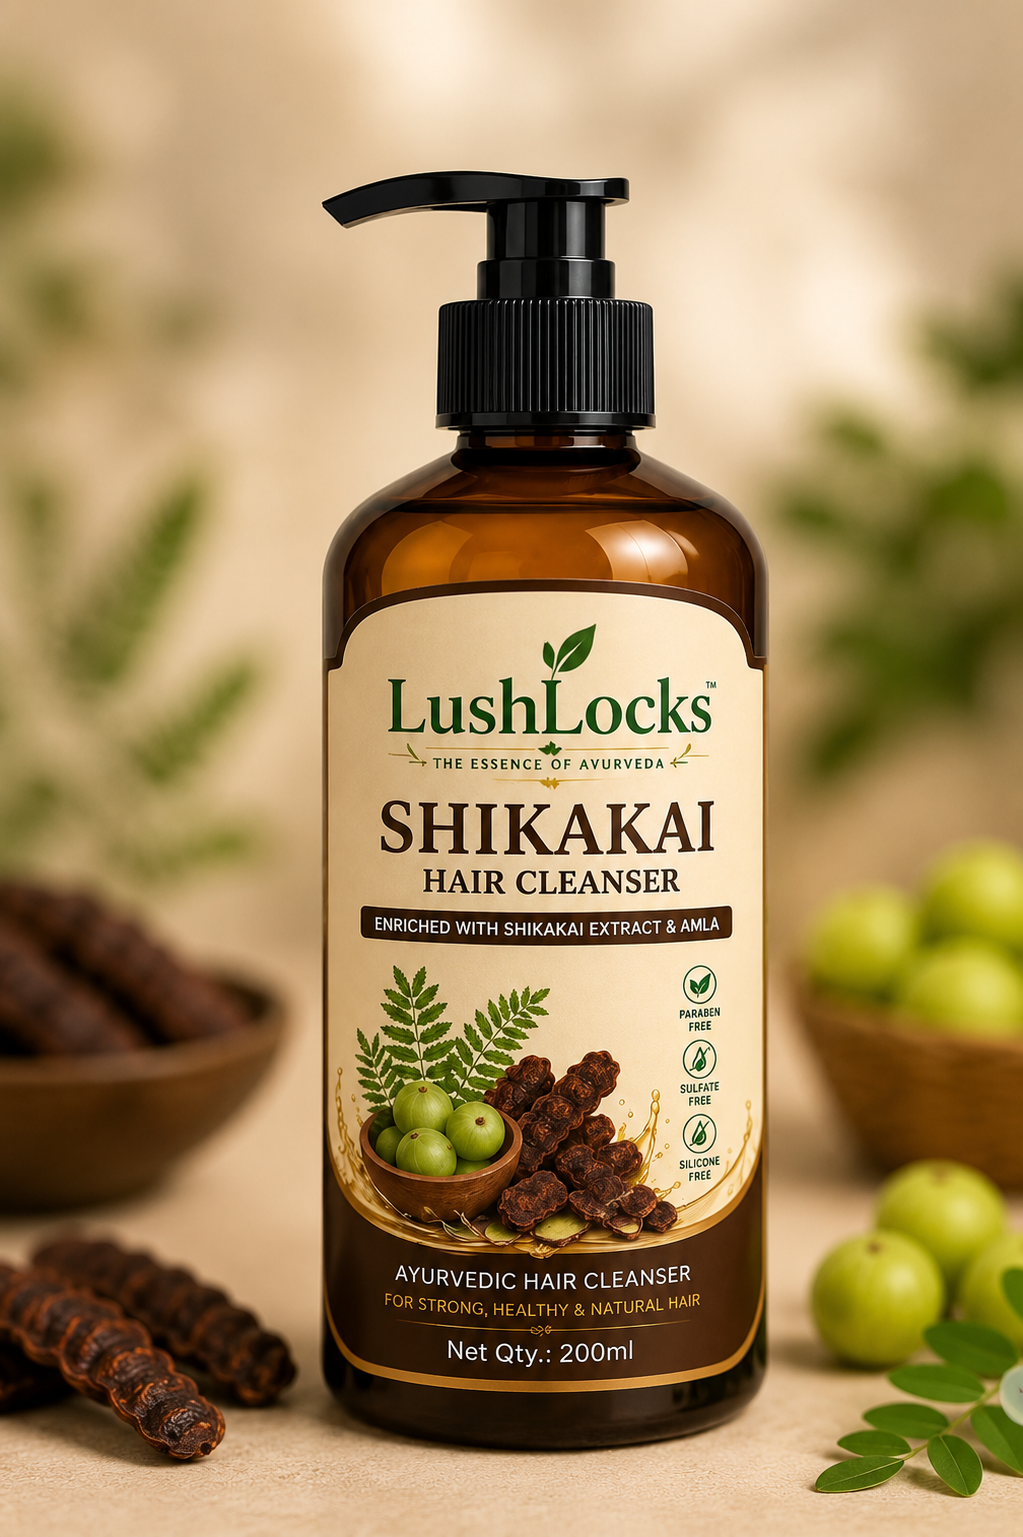 LushLocks™
THE ESSENCE OF AYURVEDA
SHIKAKAI
HAIR CLEANSER
ENRICHED WITH SHIKAKAI EXTRACT & AMLA
PARABEN
FREE
SULFATE
FREE
SILICONE
FREE
AYURVEDIC HAIR CLEANSER
FOR STRONG, HEALTHY & NATURAL HAIR
Net Qty.: 200ml